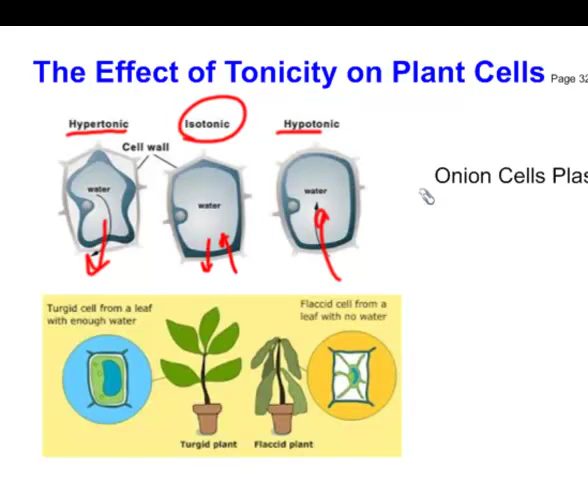 The Effect of Tonicity on Plant Cells Page 32
Hypertonic Isotonic Hypotonic
Cell wall
water water water
Onion Cells Plas
Turgid cell from a leaf
with enough water
Flaccid cell from a
leaf with no water
Turgid plant Flaccid plant